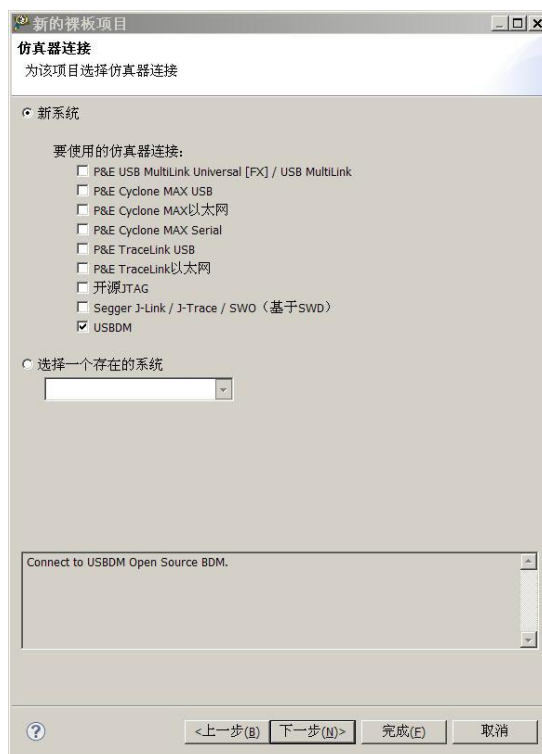 新的裸板项目
仿真器连接
为该项目选择仿真器连接
新系统
要使用的仿真器连接:
P&E USB MultiLink Universal [FX] / USB MultiLink
P&E Cyclone MAX USB
P&E Cyclone MAX以太网
P&E Cyclone MAX Serial
P&E TraceLink USB
P&E TraceLink以太网
开源JTAG
Segger J-Link / J-Trace / SWO（基于SWD）
USBDM
选择一个存在的系统
Connect to USBDM Open Source BDM.
? <上一步(B) 下一步(N)> 完成(F) 取消